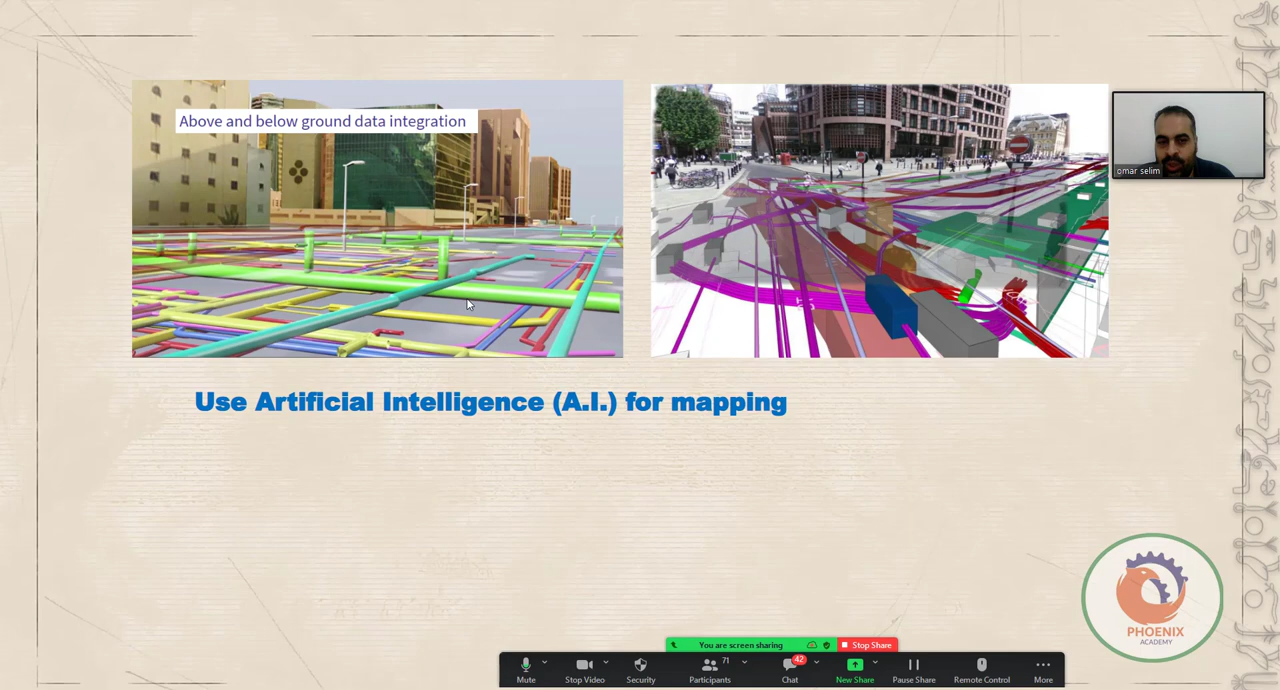 Above and below ground data integration
omar selim
Use Artificial Intelligence (A.I.) for mapping
PHOENIX
ACADEMY
You are screen sharing
Stop Share
Mute
Stop Video
Security
Participants
71
Chat
42
New Share
Pause Share
Remote Control
More